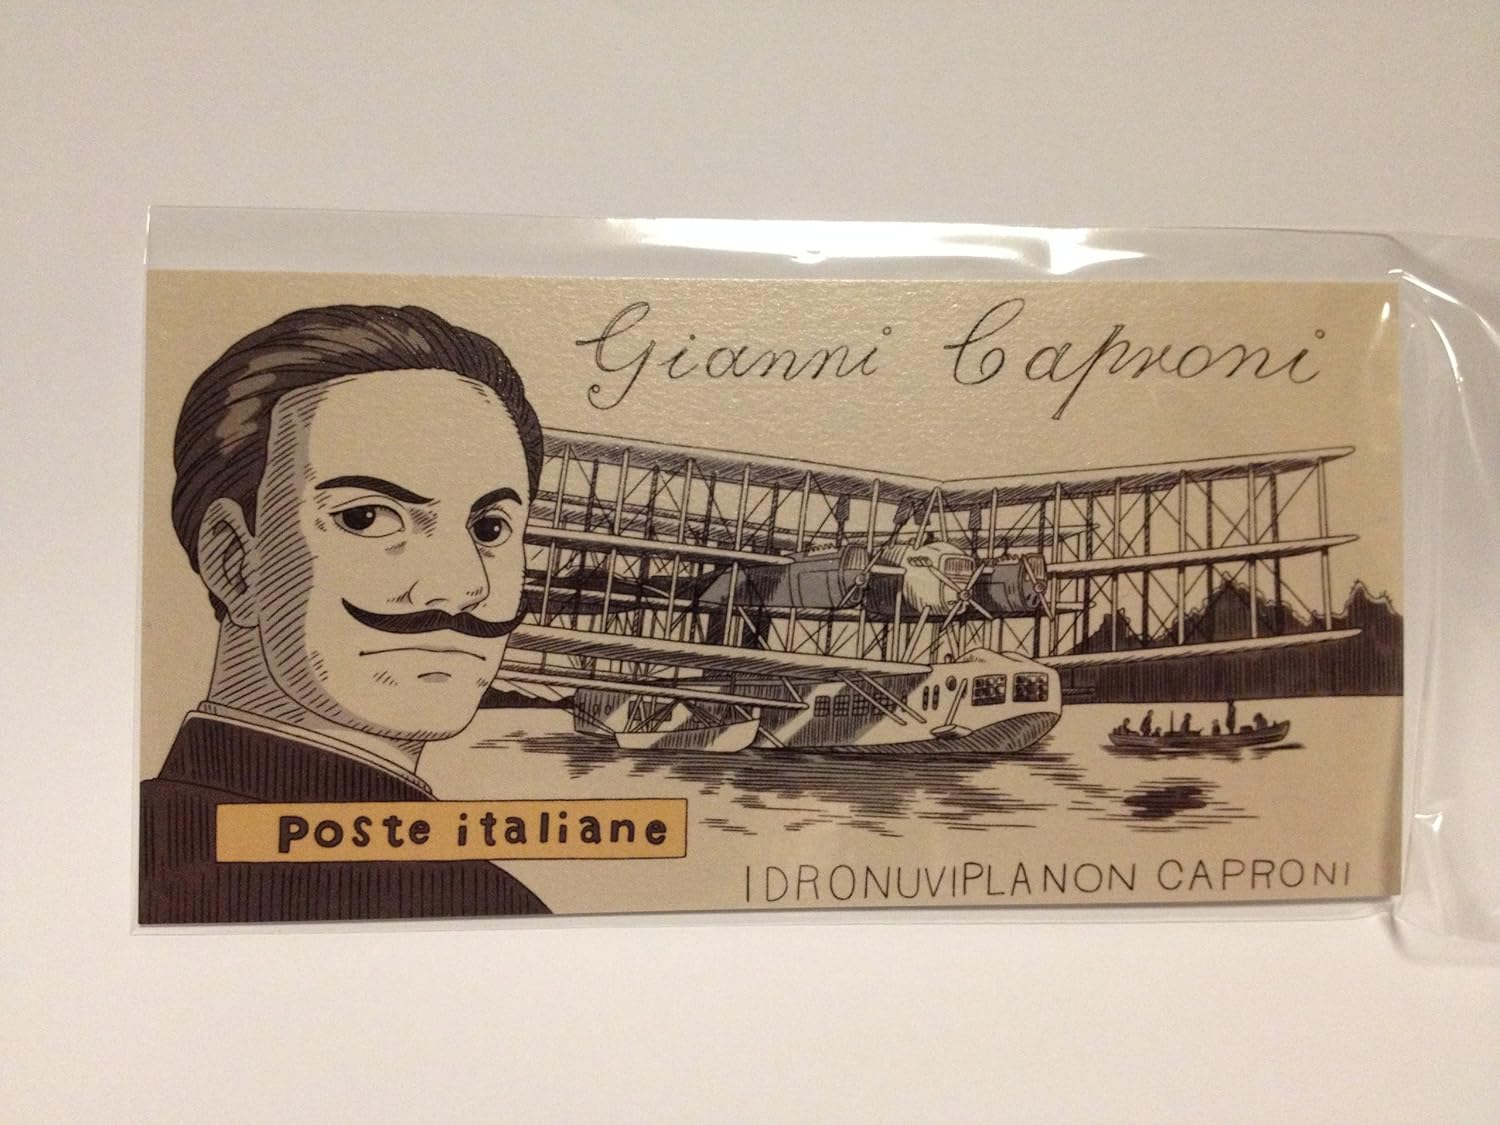 Gianni Caproni
Poste italiane
IDRONUVIPLANON CAPRONI